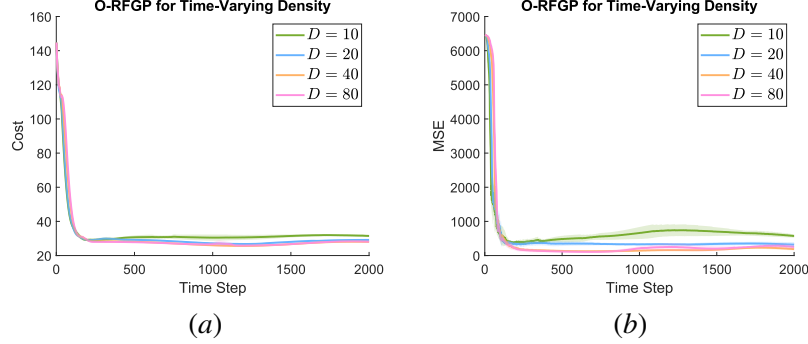 O-RFGP for Time-Varying Density
160
140
120
100
80
60
40
20
Cost
0
500
1000
1500
2000
Time Step
D = 10
D = 20
D = 40
D = 80
(a)
O-RFGP for Time-Varying Density
7000
6000
5000
4000
3000
2000
1000
0
MSE
0
500
1000
1500
2000
Time Step
D = 10
D = 20
D = 40
D = 80
(b)